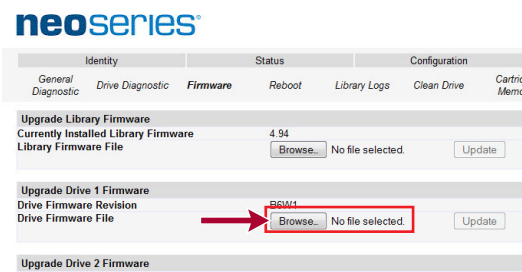 neoseries®
Identity Status Configuration
General Diagnostic Drive Diagnostic Firmware Reboot Library Logs Clean Drive
Upgrade Library Firmware
Currently Installed Library Firmware 4.94
Library Firmware File Browse.. No file selected. Update
Upgrade Drive 1 Firmware
Drive Firmware Revision B6W1
Drive Firmware File Browse.. No file selected. Update
Upgrade Drive 2 Firmware